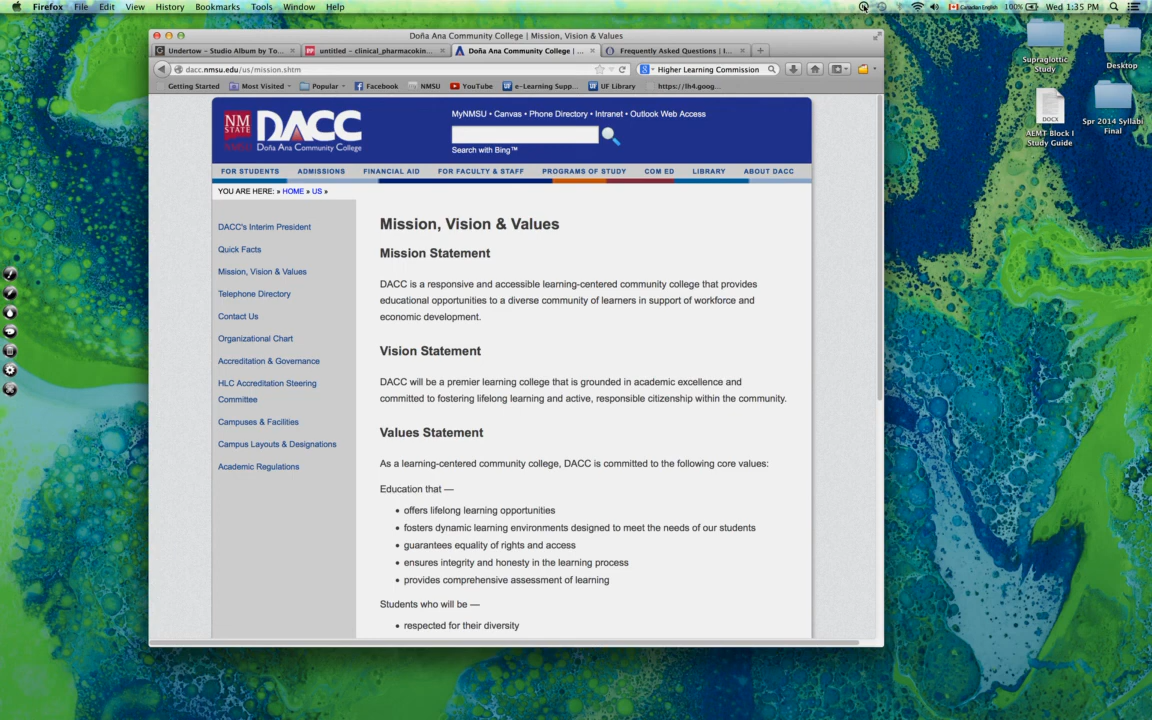 Firefox File Edit View History Bookmarks Tools Window Help
Canadian English 100% Wed 1:35 PM
Doña Ana Community College | Mission, Vision & Values
Undertow – Studio Album by To... untitled – clinical_pharmacokin... Doña Ana Community College | ... Frequently Asked Questions | I...
dacc.nmsu.edu/us/mission.shtm Higher Learning Commission
Getting Started Most Visited Popular Facebook NMSU YouTube e-Learning Supp... UF Library https://lh4.goog...
Supraglottic Study
Desktop
DOCX
AEMT Block I Study Guide
Spr 2014 Syllabi Final
NM STATE
DACC
Doña Ana Community College
MyNMSU • Canvas • Phone Directory • Intranet • Outlook Web Access
Search with Bing™
FOR STUDENTS ADMISSIONS FINANCIAL AID FOR FACULTY & STAFF PROGRAMS OF STUDY COM ED LIBRARY ABOUT DACC
YOU ARE HERE: » HOME » US »
DACC's Interim President
Quick Facts
Mission, Vision & Values
Telephone Directory
Contact Us
Organizational Chart
Accreditation & Governance
HLC Accreditation Steering
Committee
Campuses & Facilities
Campus Layouts & Designations
Academic Regulations
Mission, Vision & Values
Mission Statement
DACC is a responsive and accessible learning-centered community college that provides
educational opportunities to a diverse community of learners in support of workforce and
economic development.
Vision Statement
DACC will be a premier learning college that is grounded in academic excellence and
committed to fostering lifelong learning and active, responsible citizenship within the community.
Values Statement
As a learning-centered community college, DACC is committed to the following core values:
Education that —
• offers lifelong learning opportunities
• fosters dynamic learning environments designed to meet the needs of our students
• guarantees equality of rights and access
• ensures integrity and honesty in the learning process
• provides comprehensive assessment of learning
Students who will be —
• respected for their diversity